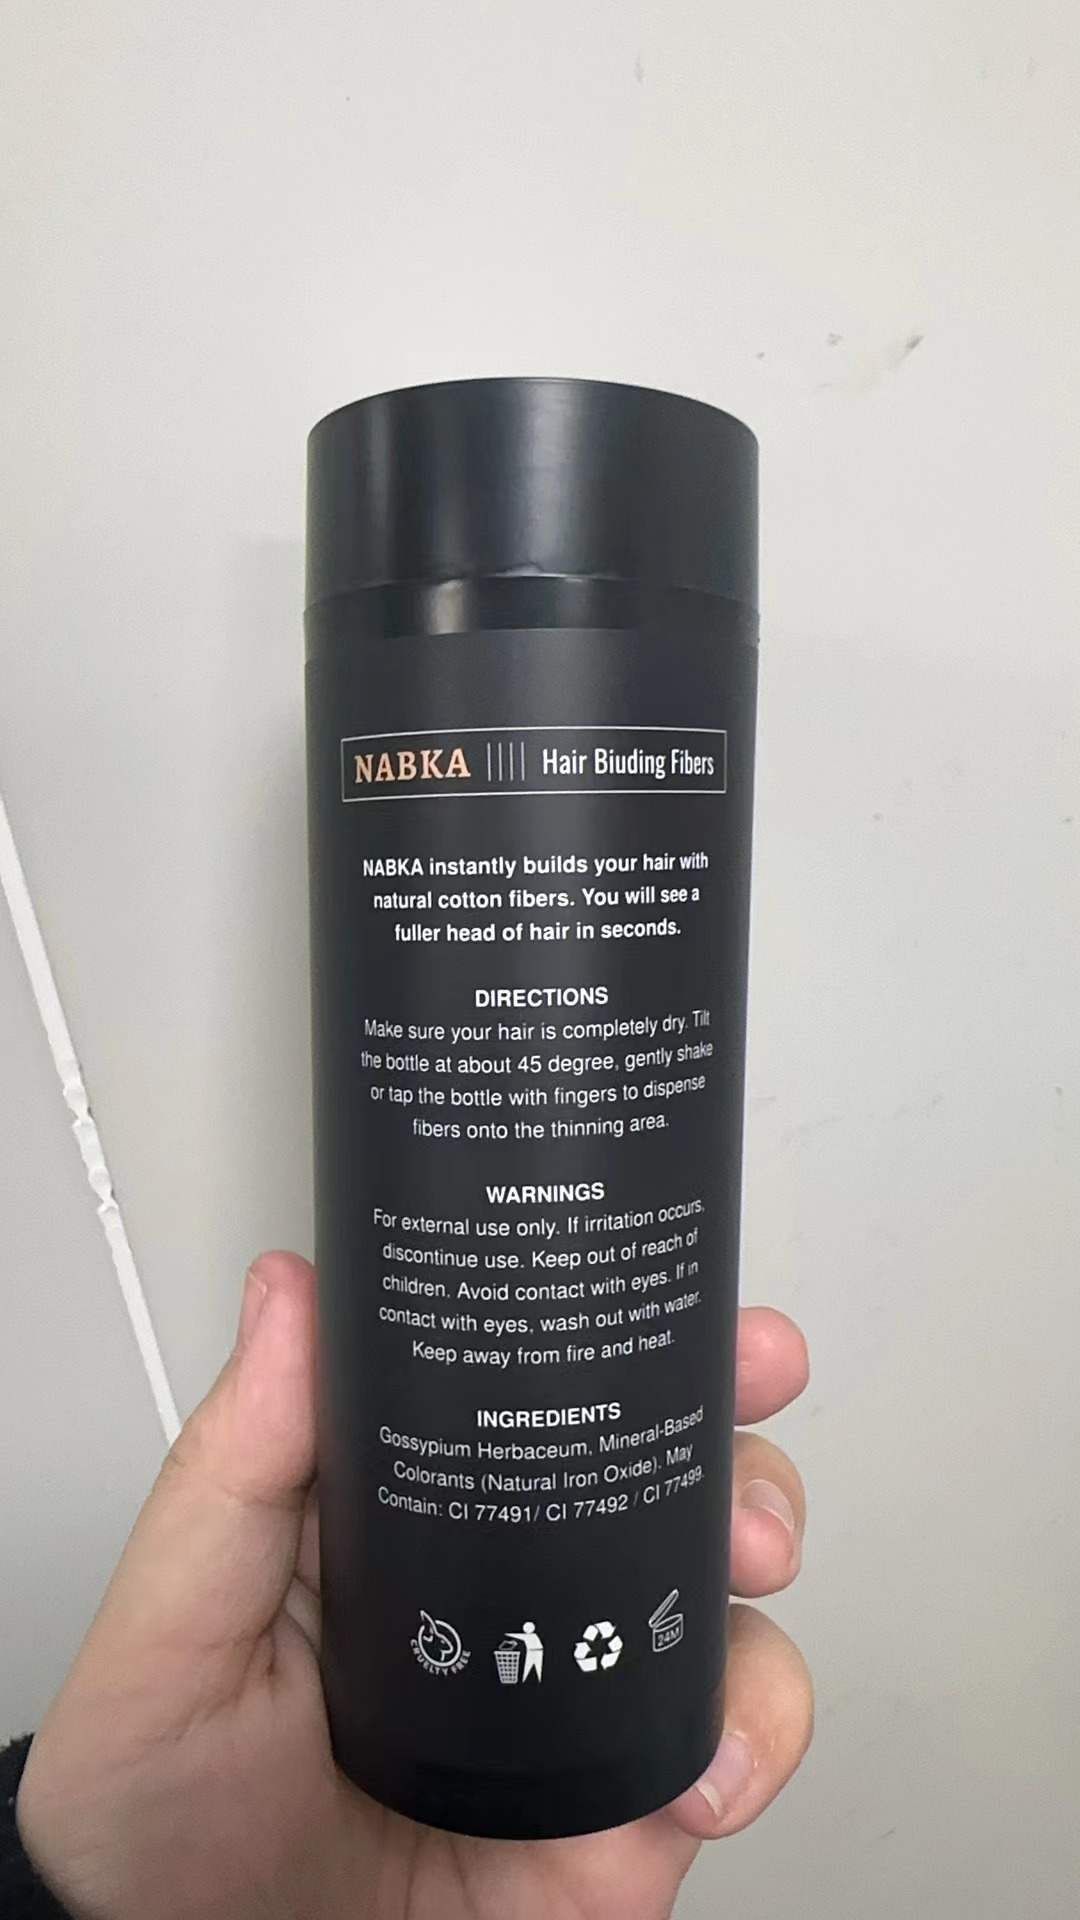 NABKA |||| Hair Biuding Fibers
NABKA instantly builds your hair with
natural cotton fibers. You will see a
fuller head of hair in seconds.
DIRECTIONS
Make sure your hair is completely dry. Tilt
the bottle at about 45 degree, gently shake
or tap the bottle with fingers to dispense
fibers onto the thinning area.
WARNINGS
For external use only. If irritation occurs,
discontinue use. Keep out of reach of
children. Avoid contact with eyes. If in
contact with eyes, wash out with water.
Keep away from fire and heat.
INGREDIENTS
Gossypium Herbaceum, Mineral-Based
Colorants (Natural Iron Oxide). May
Contain: CI 77491/ CI 77492 / CI 77499.
CRUELTY FREE
24M